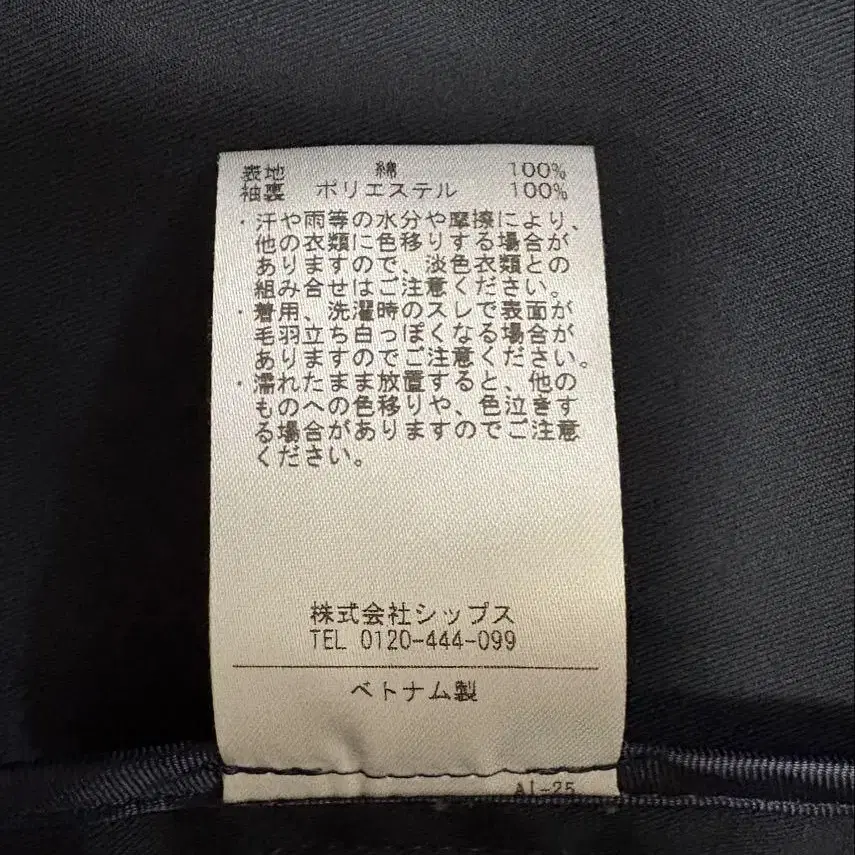 表地 綿 100%
袖裏 ポリエステル 100%
・汗や雨等の水分や摩擦により、
他の衣類に色移りする場合が
ありますので、淡色衣類との
組み合せはご注意ください。
・着用、洗濯時のスレで表面が
毛羽立ち白っぽくなる場合が
ありますのでご注意ください。
・濡れたまま放置すると、他の
ものへの色移りや、色泣きす
る場合がありますのでご注意
ください。
株式会社シップス
TEL 0120-444-099
ベトナム製
AI-25